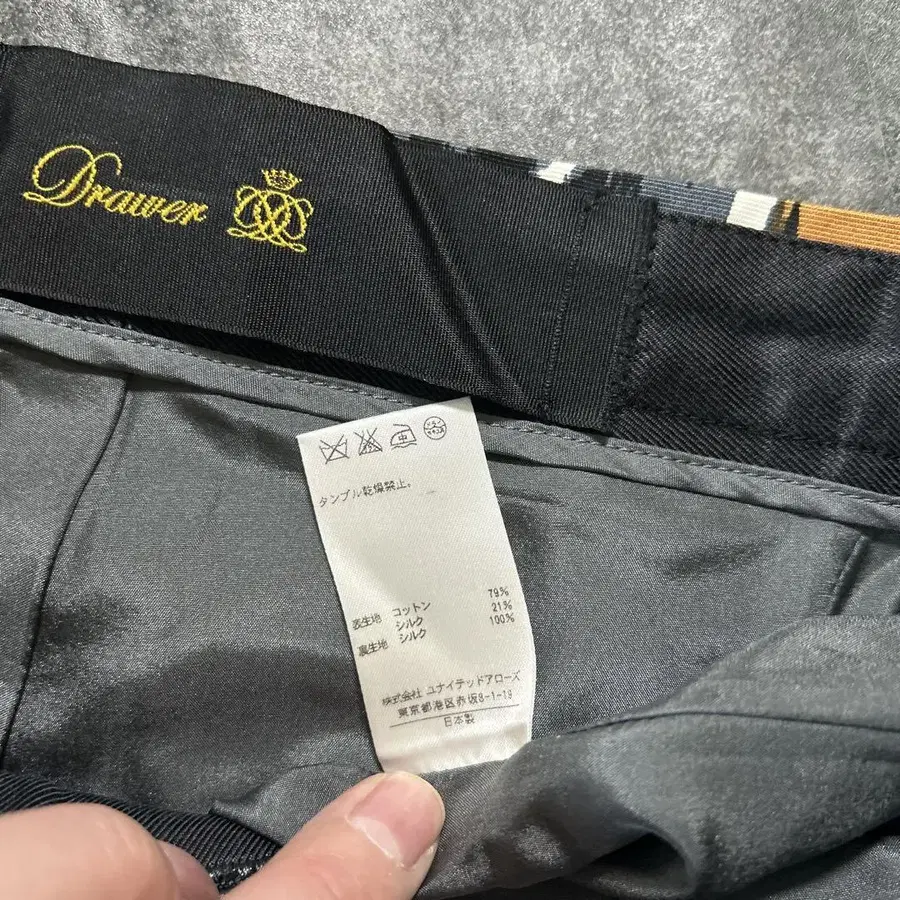 Drawer
タンブル乾燥禁止。
表生地 コットン 79%
シルク 21%
裏生地 シルク 100%
株式会社 ユナイテッドアローズ
東京都港区赤坂8-1-19
日本製